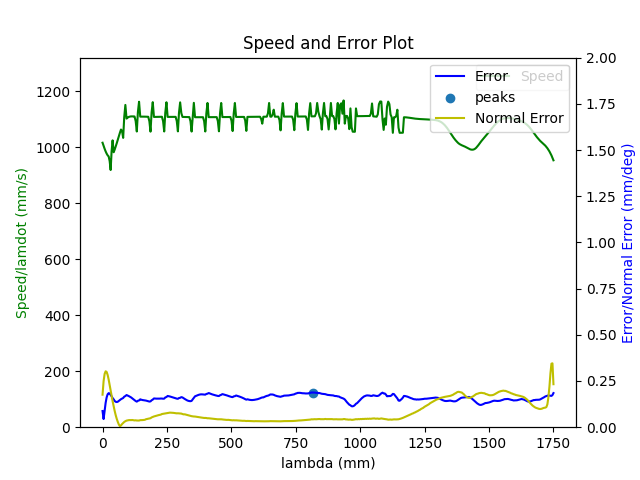 Speed and Error Plot
Error
Speed
peaks
Normal Error
Speed/lamdot (mm/s)
1200
1000
800
600
400
200
0
2.00
1.75
1.50
1.25
1.00
0.75
0.50
0.25
0.00
Error/Normal Error (mm/deg)
0 250 500 750 1000 1250 1500 1750
lambda (mm)